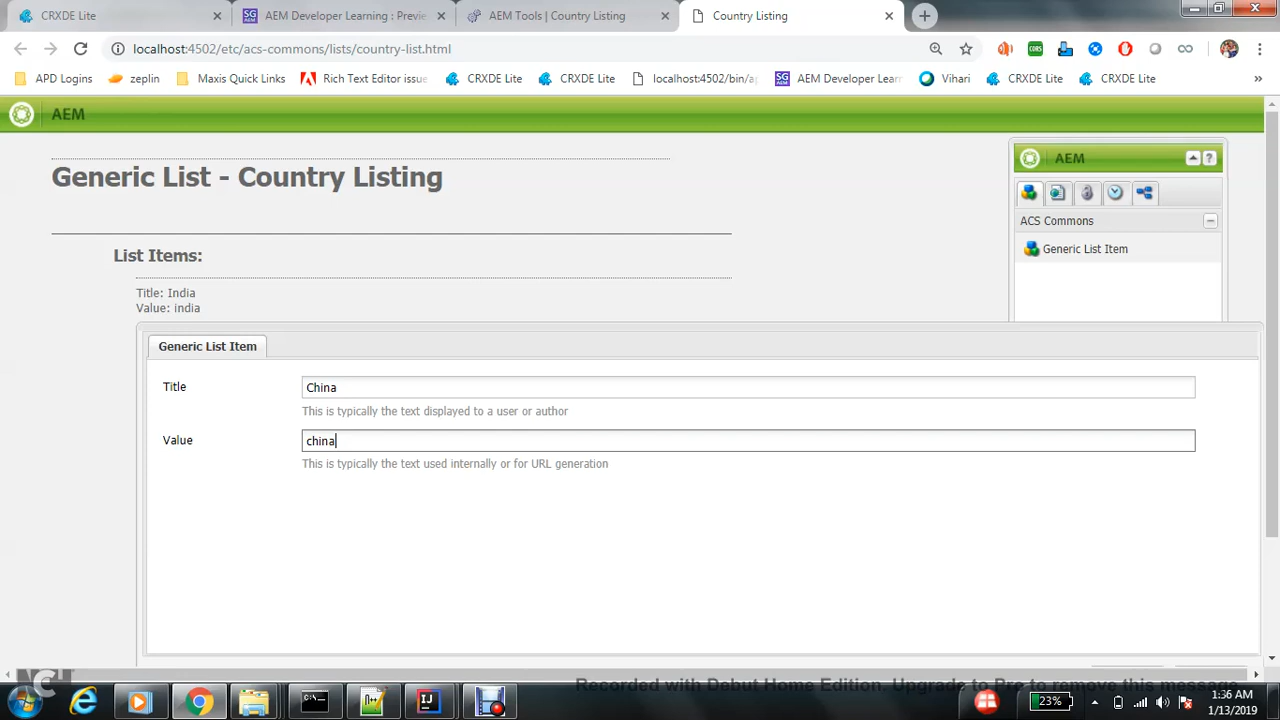 CRXDE Lite
AEM Developer Learning : Previe
AEM Tools | Country Listing
Country Listing
localhost:4502/etc/acs-commons/lists/country-list.html
CORS
APD Logins
zeplin
Maxis Quick Links
Rich Text Editor issue
CRXDE Lite
CRXDE Lite
localhost:4502/bin/a
AEM Developer Lear
Vihari
CRXDE Lite
CRXDE Lite
AEM
Generic List - Country Listing
AEM
ACS Commons
Generic List Item
List Items:
Title: India
Value: india
Generic List Item
Title
China
This is typically the text displayed to a user or author
Value
china
This is typically the text used internally or for URL generation
Recorded with Debut Home Edition. Upgrade to Pro to remove this message
23%
1:36 AM
1/13/2019